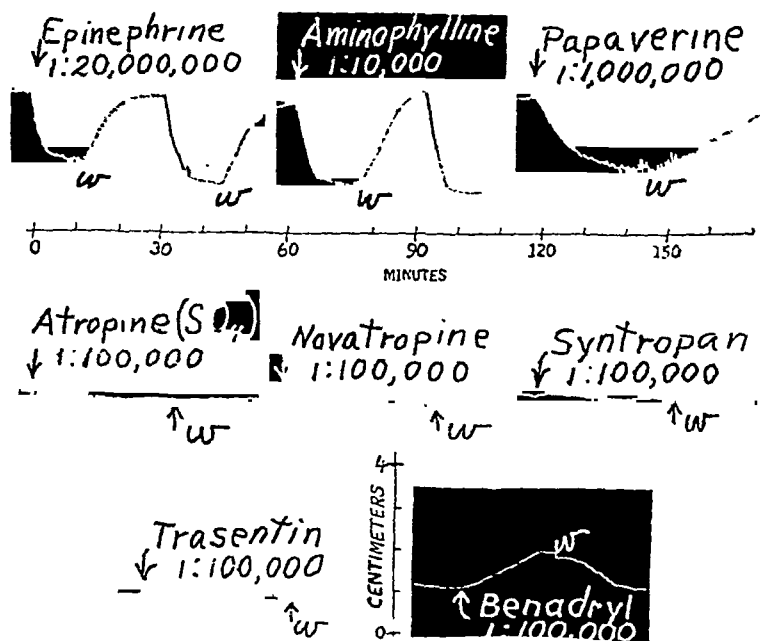 Epinephrine
1:20,000,000
Aminophylline
1:10,000
Papaverine
1:1,000,000
w
w
w
w
0 30 60 90 120 150
MINUTES
Atropine (S
1:100,000
Novatropine
1:100,000
Syntropan
1:100,000
w
w
w
Trasentin
1:100,000
w
4
CENTIMETERS
0
w
Benadryl
1:100,000